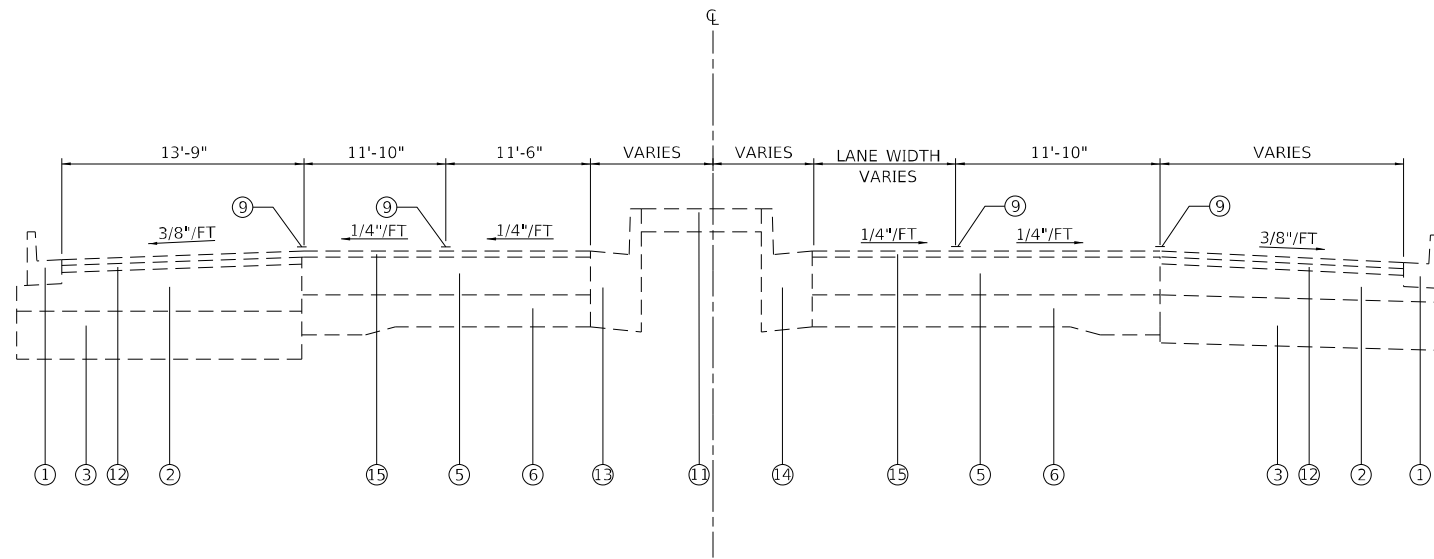 ℄
13'-9" 11'-10" 11'-6" VARIES VARIES LANE WIDTH VARIES 11'-10" VARIES
9 9 9 9
3/8"/FT 1/4"/FT 1/4"/FT 1/4"/FT 1/4"/FT 3/8"/FT
1 3 12 2 15 5 6 13 11 14 15 5 6 3 12 2 1